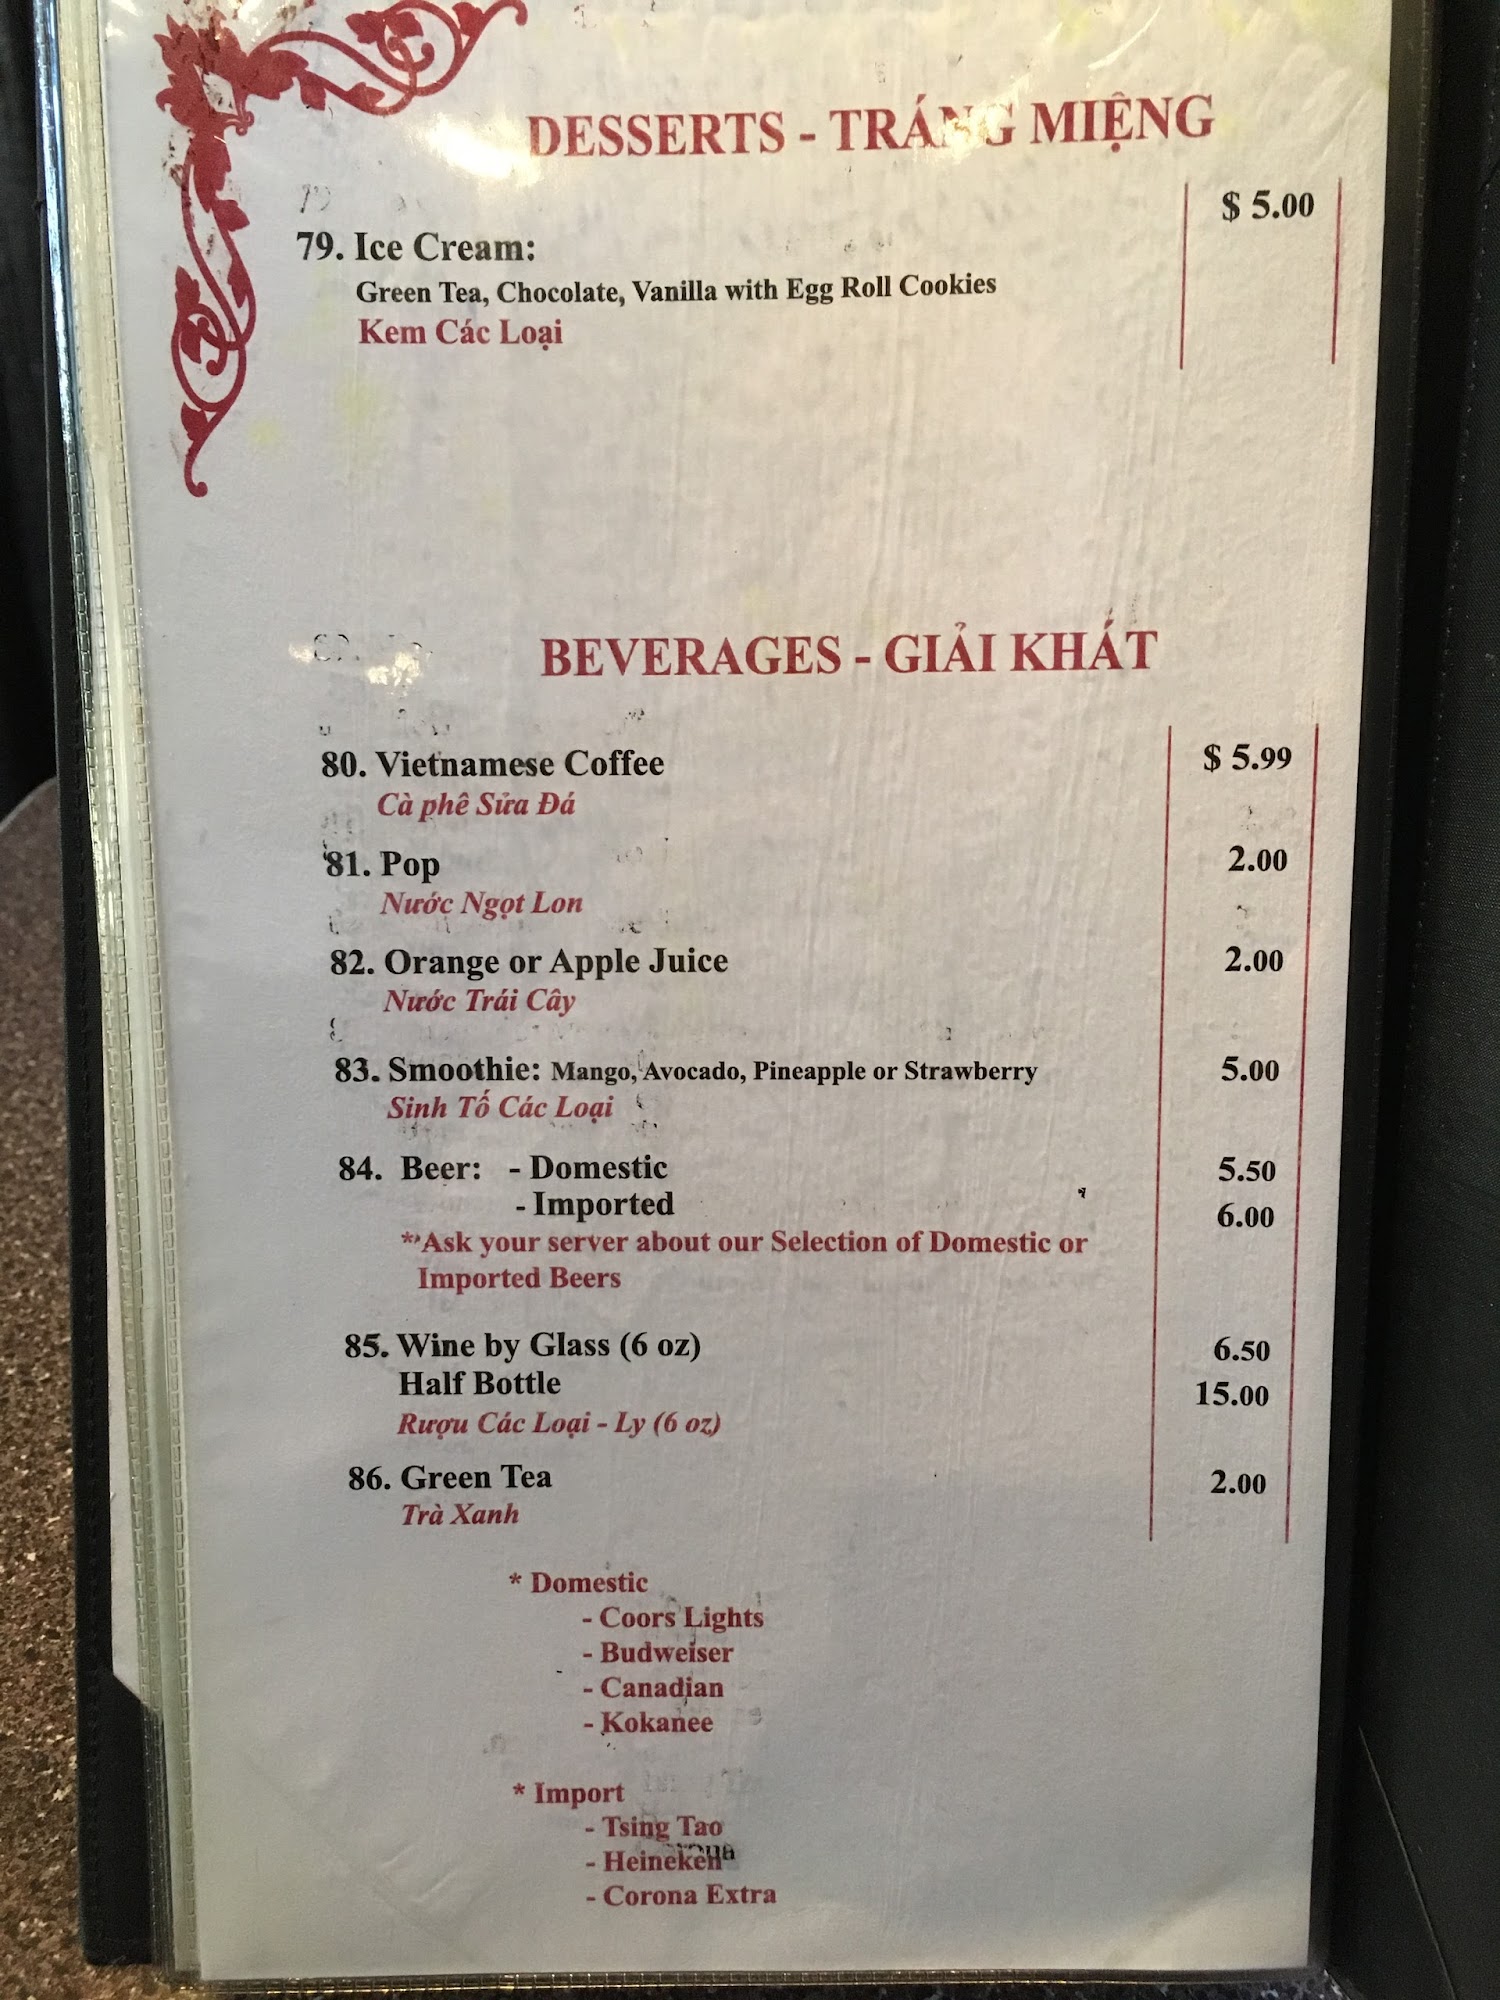 DESSERTS - TRÁNG MIỆNG
$ 5.00
79. Ice Cream:
Green Tea, Chocolate, Vanilla with Egg Roll Cookies
Kem Các Loại
BEVERAGES - GIẢI KHÁT
80. Vietnamese Coffee $ 5.99
Cà phê Sửa Đá
81. Pop 2.00
Nước Ngọt Lon
82. Orange or Apple Juice 2.00
Nước Trái Cây
83. Smoothie: Mango, Avocado, Pineapple or Strawberry 5.00
Sinh Tố Các Loại
84. Beer: - Domestic 5.50
- Imported 6.00
**Ask your server about our Selection of Domestic or
Imported Beers
85. Wine by Glass (6 oz) 6.50
Half Bottle 15.00
Rượu Các Loại - Ly (6 oz)
86. Green Tea 2.00
Trà Xanh
* Domestic
- Coors Lights
- Budweiser
- Canadian
- Kokanee
* Import
- Tsing Tao
- Heineken
- Corona Extra